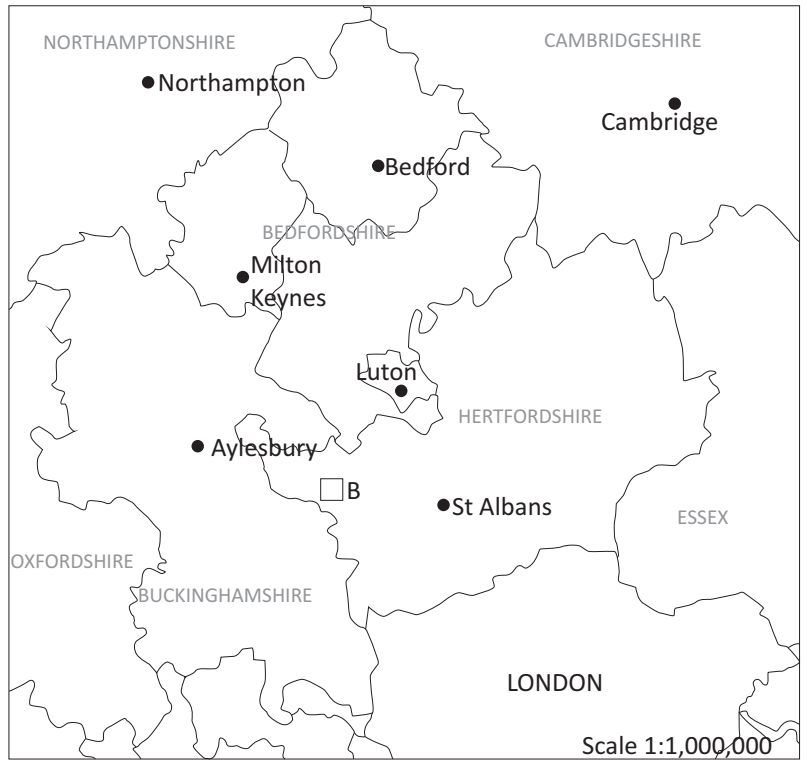 NORTHAMPTONSHIRE
CAMBRIDGESHIRE
Northampton
Cambridge
Bedford
BEDFORDSHIRE
Milton
Keynes
Luton
HERTFORDSHIRE
Aylesbury
B
St Albans
ESSEX
OXFORDSHIRE
BUCKINGHAMSHIRE
LONDON
Scale 1:1,000,000